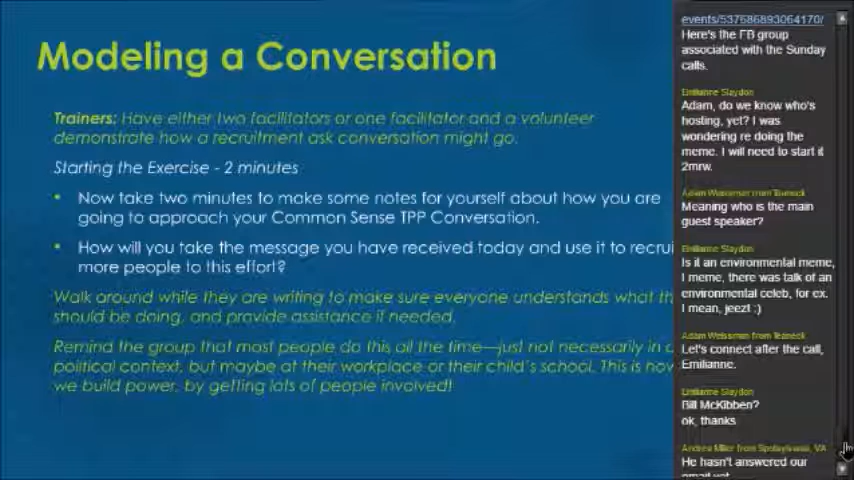 Modeling a Conversation
Trainers: Have either two facilitators or one facilitator and a volunteer
demonstrate how a recruitment ask conversation might go.
Starting the Exercise - 2 minutes
• Now take two minutes to make some notes for yourself about how you are
going to approach your Common Sense TPP Conversation.
• How will you take the message you have received today and use it to recrui
more people to this effort?
Walk around while they are writing to make sure everyone understands what th
should be doing, and provide assistance if needed.
Remind the group that most people do this all the time—just not necessarily in a
political context, but maybe at their workplace or their child's school. This is how
we build power, by getting lots of people involved!
events/537586893064170/
Here's the FB group
associated with the Sunday
calls.
Emilianne Slaydon
Adam, do we know who's
hosting, yet? I was
wondering re doing the
meme. I will need to start it
2mrw.
Adam Weissman from Teaneck
Meaning who is the main
guest speaker?
Emilianne Slaydon
Is it an environmental meme,
I meme, there was talk of an
environmental celeb, for ex.
I mean, jeez! :)
Adam Weissman from Teaneck
Let's connect after the call,
Emilianne.
Emilianne Slaydon
Bill McKibben?
ok, thanks
Andrea Miller from Spotsylvania, VA
He hasn't answered our
email yet